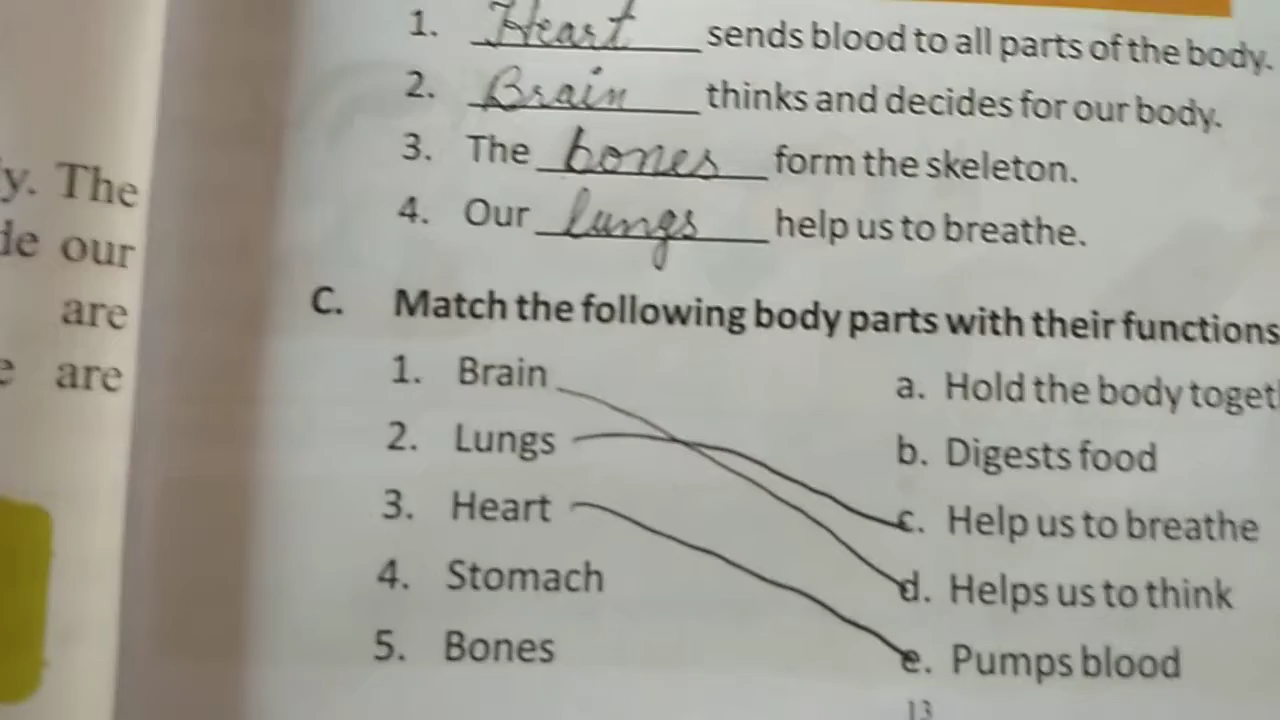 1. Heart sends blood to all parts of the body.
2. Brain thinks and decides for our body.
3. The bones form the skeleton.
4. Our lungs help us to breathe.
y. The
our
are
are
C. Match the following body parts with their functions
1. Brain a. Hold the body
2. Lungs b. Digests food
3. Heart c. Help us to breathe
4. Stomach d. Helps us to think
5. Bones e. Pumps blood
13